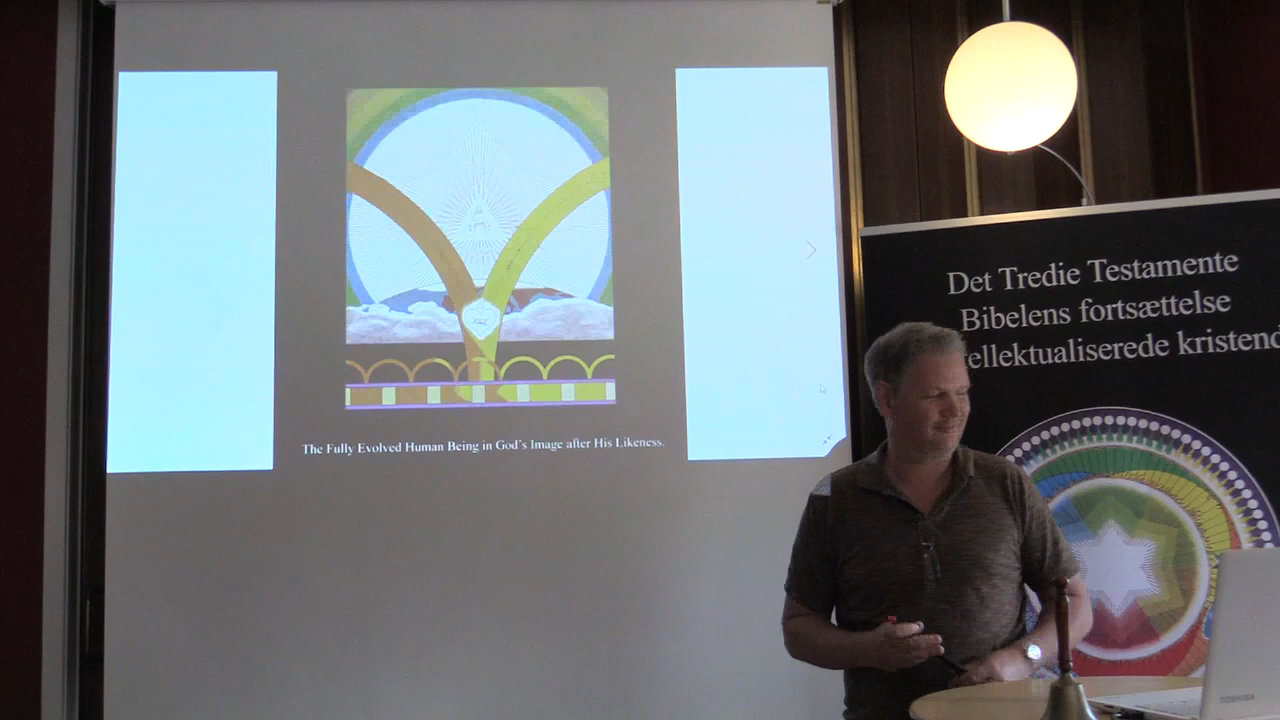 The Fully Evolved Human Being in God's Image after His Likeness.
Det Tredie Testamente
Bibelens fortsættelse
tellektualiserede kristend
TOSHIBA